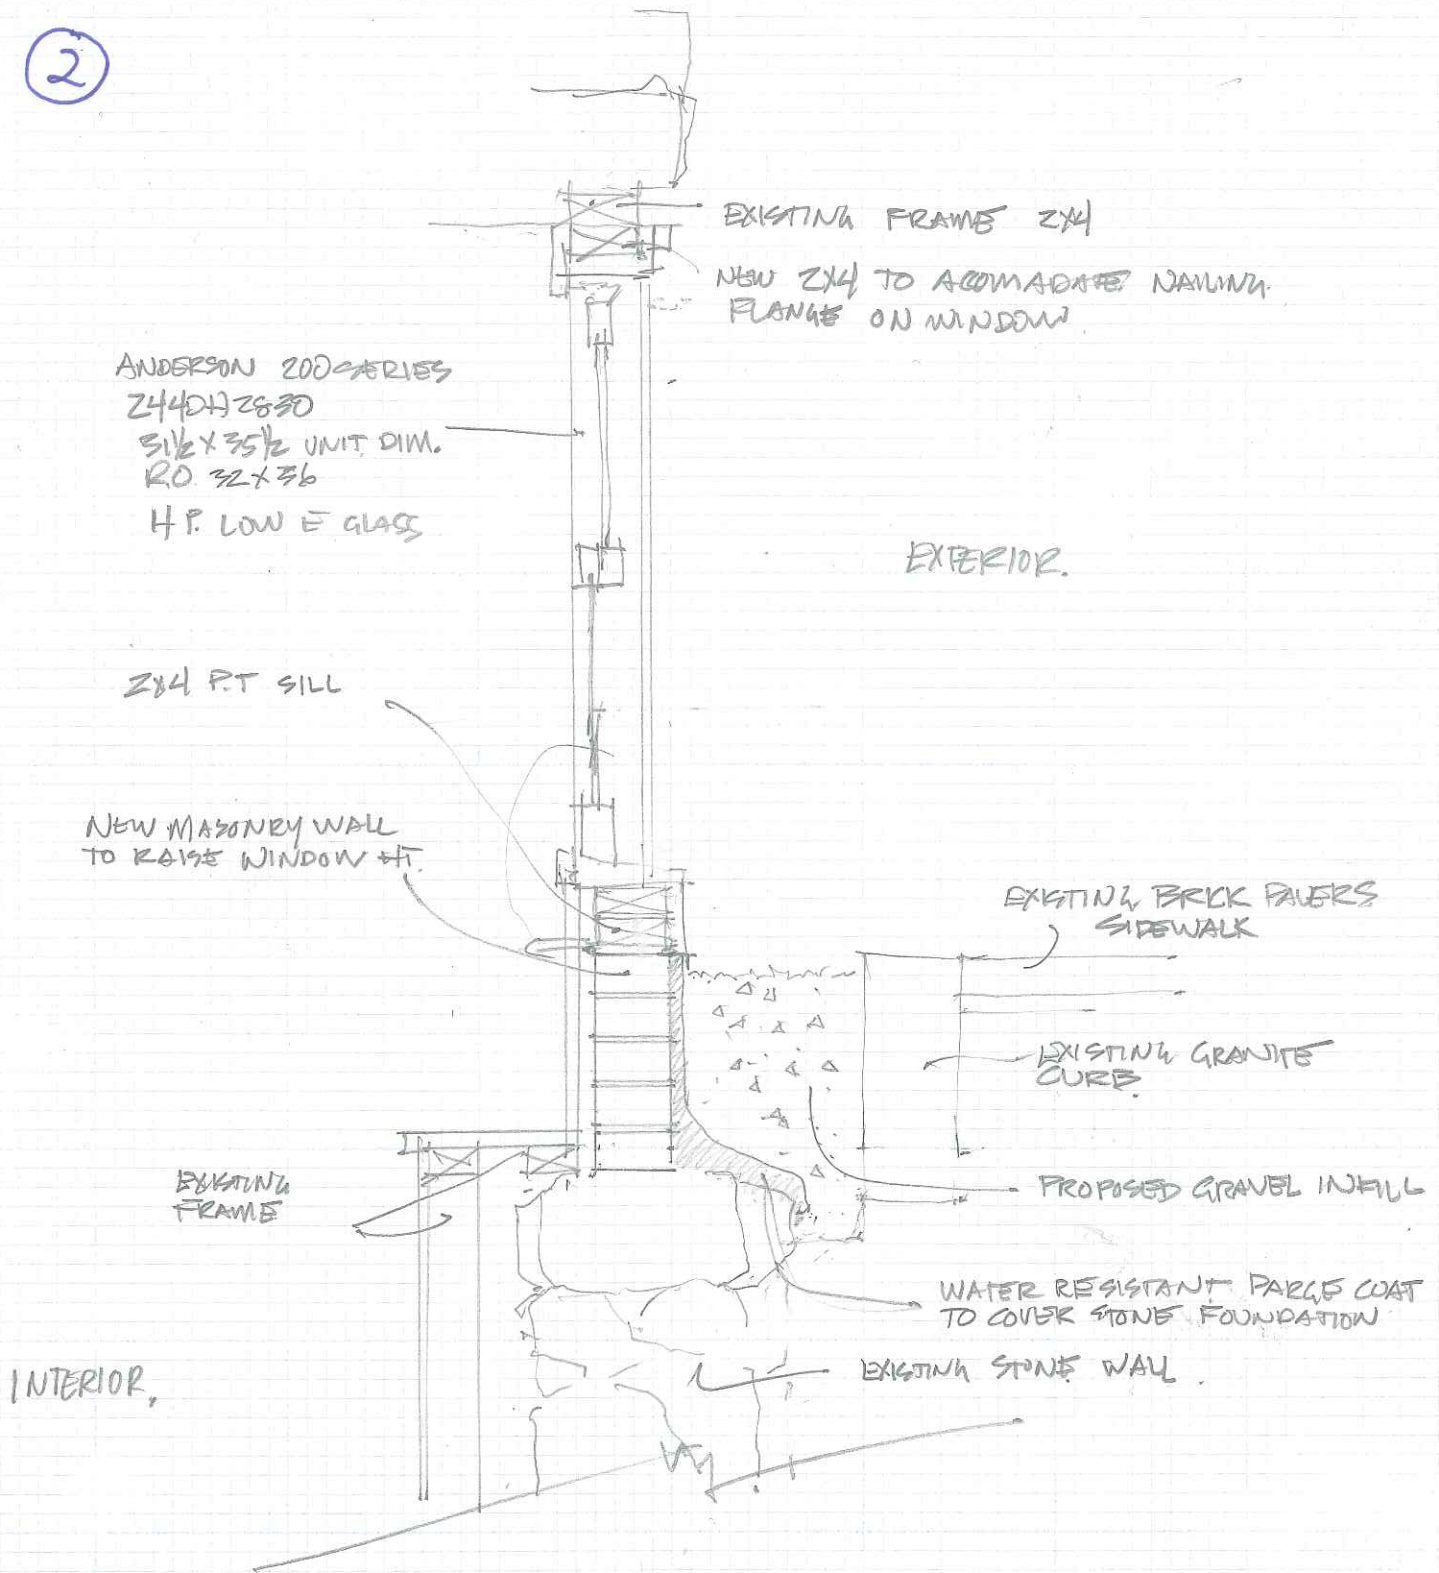 2
EXISTING FRAME 2X4
NEW 2X4 TO ACOMADATE NAILING
FLANGE ON WINDOW.
ANDERSON 200 SERIES
244DH2830
31½ X 35½ UNIT DIM.
R.O. 32 X 36
H.P. LOW E GLASS
EXTERIOR.
2X4 P.T SILL
NEW MASONRY WALL
TO RAISE WINDOW HT.
EXISTING BRICK PAVERS
SIDEWALK
EXISTING GRANITE
CURB.
EXISTING
FRAME
PROPOSED GRAVEL INFILL
WATER RESISTANT PARGE COAT
TO COVER STONE FOUNDATION
EXISTING STONE WALL.
INTERIOR.